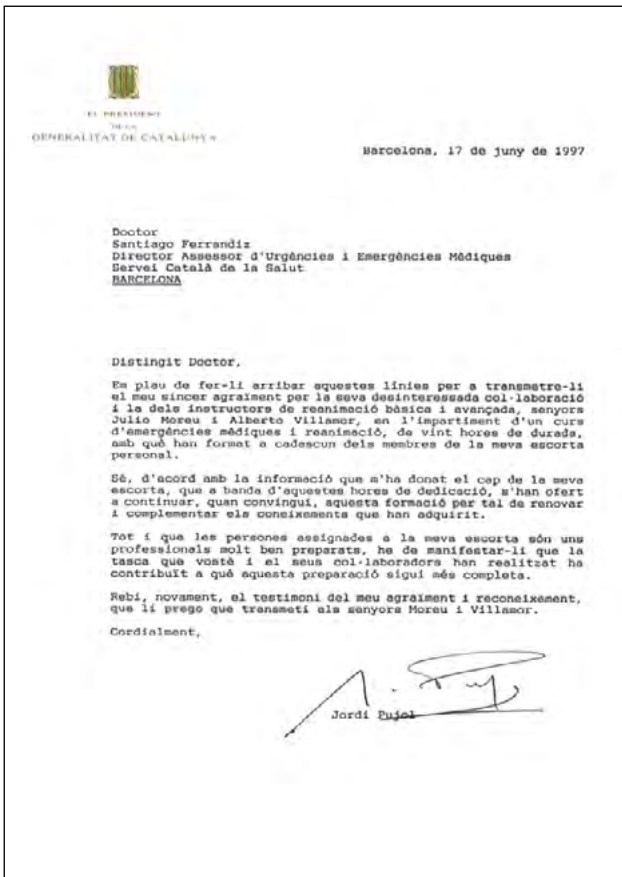 EL PRESIDENT
DE LA
GENERALITAT DE CATALUNYA
Barcelona, 17 de juny de 1997
Doctor
Santiago Ferrandiz
Director Assessor d'Urgències i Emergències Mèdiques
Servei Català de la Salut
BARCELONA
Distingit Doctor,
Em plau de fer-li arribar aquestes línies per a transmetre-li
el meu sincer agraïment per la seva desinteressada col·laboració
i la dels instructors de reanimació bàsica i avançada, senyors
Julio Moreu i Alberto Villamor, en l'impartiment d'un curs
d'emergències mèdiques i reanimació, de vint hores de durada,
amb què han format a cadascun dels membres de la meva escorta
personal.
Sé, d'acord amb la informació que m'ha donat el cap de la meva
escorta, que a banda d'aquestes hores de dedicació, s'han ofert
a continuar, quan convingui, aquesta formació per tal de renovar
i complementar els coneixements que han adquirit.
Tot i que les persones assignades a la meva escorta són uns
professionals molt ben preparats, he de manifestar-li que la
tasca que vostè i el seus col·laboradors han realitzat ha
contribuït a què aquesta preparació sigui més completa.
Rebi, novament, el testimoni del meu agraïment i reconeixement,
que li prego que transmeti als senyors Moreu i Villamor.
Cordialment,
Jordi Pujol